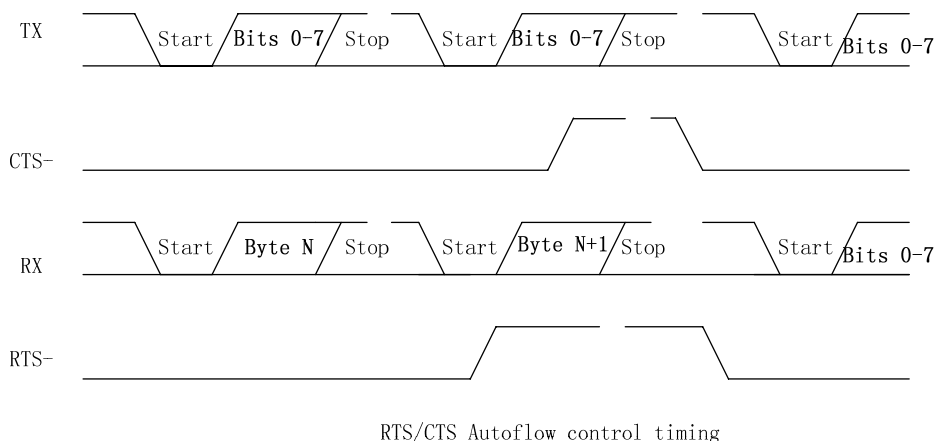 TX Start Bits 0-7 Stop Start Bits 0-7 Stop Start Bits 0-7
CTS-
RX Start Byte N Stop Start Byte N+1 Stop Start Bits 0-7
RTS-
RTS/CTS Autoflow control timing